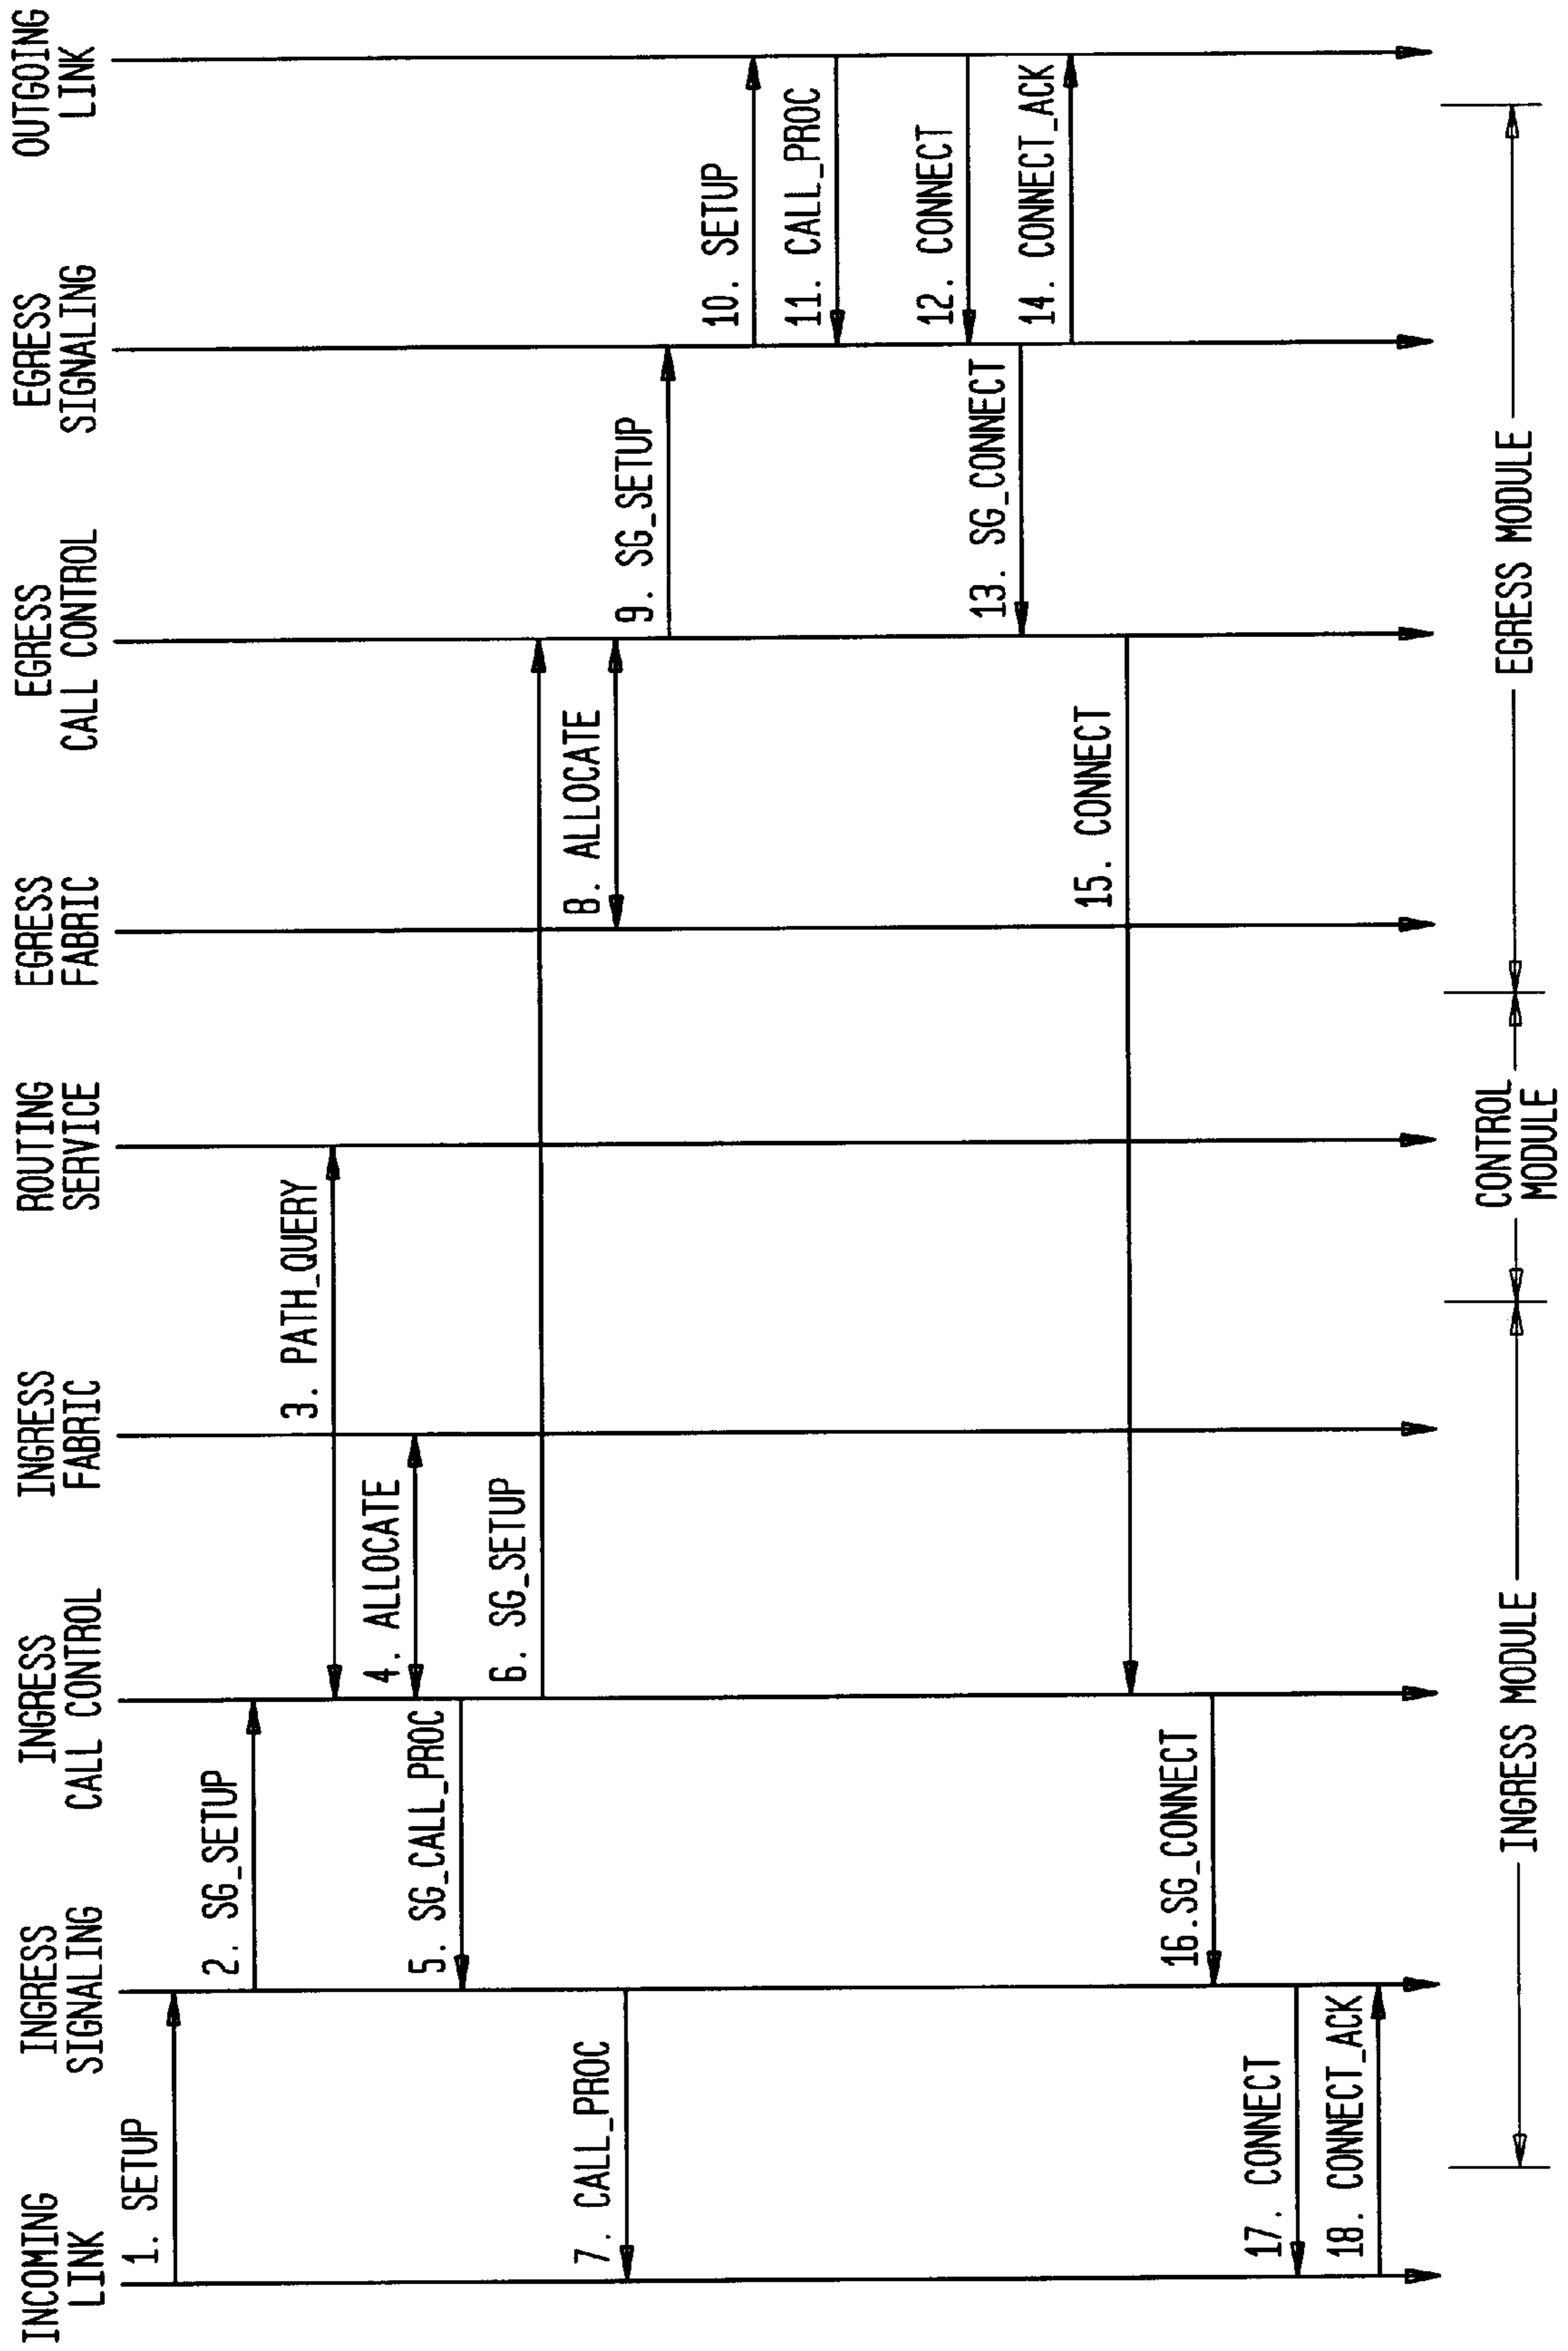 INCOMING
LINK
INGRESS
SIGNALING
INGRESS
CALL CONTROL
INGRESS
FABRIC
ROUTING
SERVICE
EGRESS
FABRIC
EGRESS
CALL CONTROL
EGRESS
SIGNALING
OUTGOING
LINK
1. SETUP
2. SG_SETUP
3. PATH_QUERY
4. ALLOCATE
5. SG_CALL_PROC
6. SG_SETUP
7. CALL_PROC
8. ALLOCATE
9. SG_SETUP
10. SETUP
11. CALL_PROC
12. CONNECT
13. SG_CONNECT
14. CONNECT_ACK
15. CONNECT
16.SG_CONNECT
17. CONNECT
18. CONNECT_ACK
INGRESS MODULE
CONTROL
MODULE
EGRESS MODULE